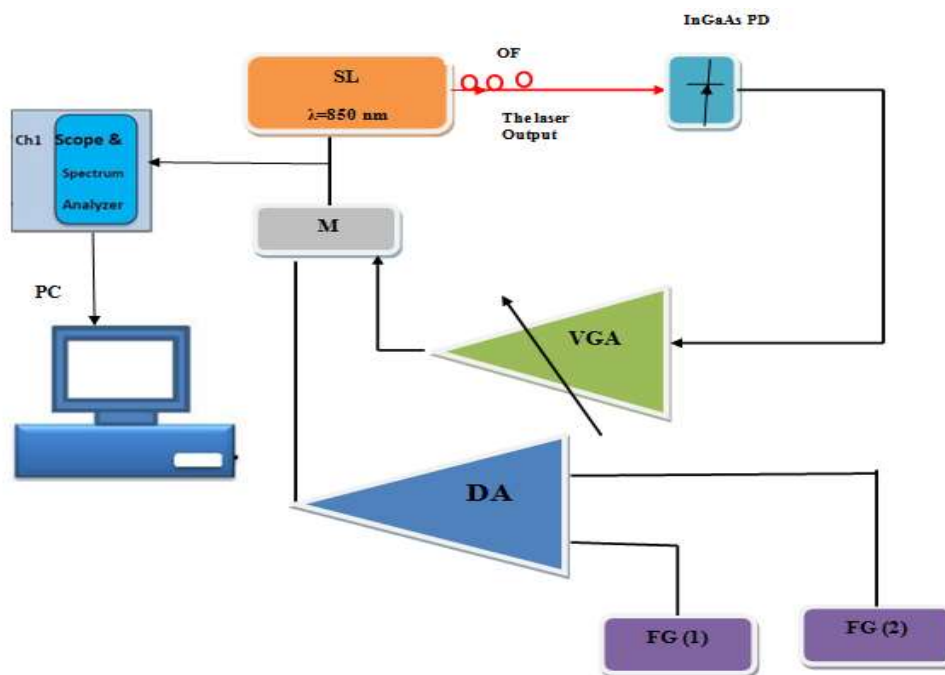 InGaAs PD
OF
SL
λ=850 nm
The laser
Output
Ch1
Scope &
Spectrum
Analyzer
M
PC
VGA
DA
FG (1)
FG (2)